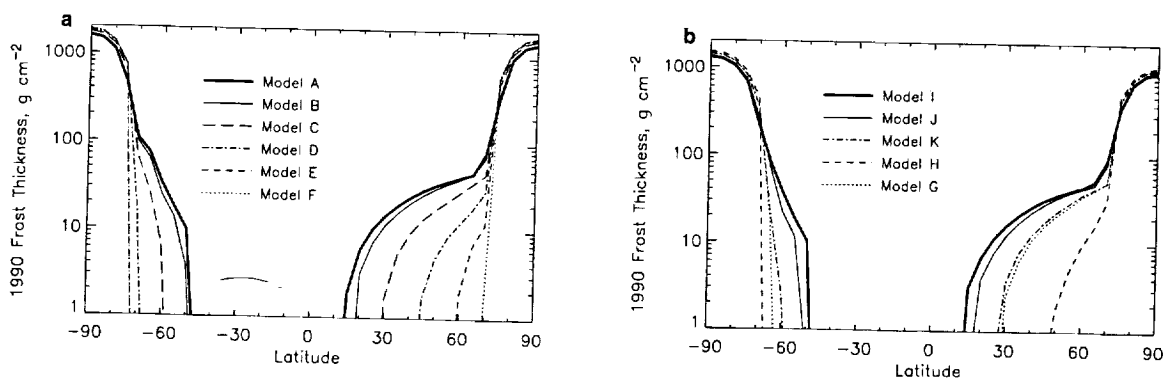 a
1990 Frost Thickness, g cm⁻²
1000
100
10
1
Model A
Model B
Model C
Model D
Model E
Model F
−90 −60 −30 0 30 60 90
Latitude
b
1990 Frost Thickness, g cm⁻²
1000
100
10
1
Model I
Model J
Model K
Model H
Model G
−90 −60 −30 0 30 60 90
Latitude